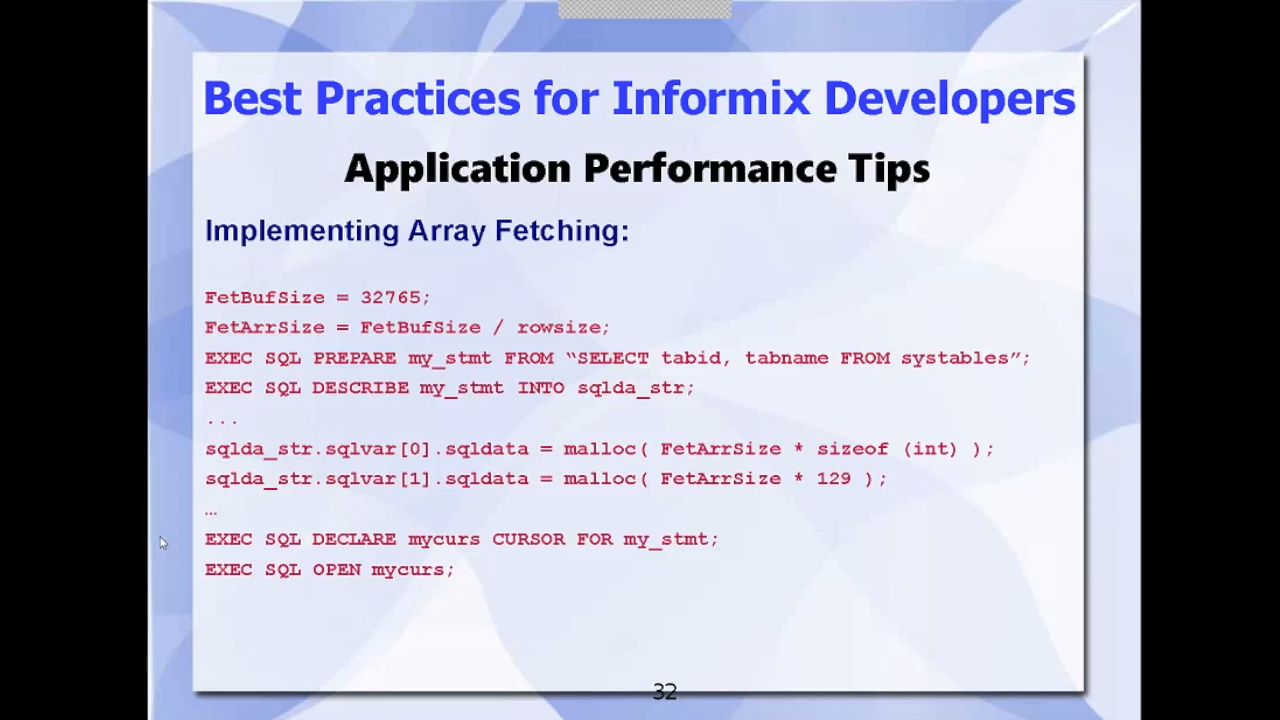 Best Practices for Informix Developers
Application Performance Tips
Implementing Array Fetching:
FetBufSize = 32765;
FetArrSize = FetBufSize / rowsize;
EXEC SQL PREPARE my_stmt FROM “SELECT tabid, tabname FROM systables”;
EXEC SQL DESCRIBE my_stmt INTO sqlda_str;
...
sqlda_str.sqlvar[0].sqldata = malloc( FetArrSize * sizeof (int) );
sqlda_str.sqlvar[1].sqldata = malloc( FetArrSize * 129 );
…
EXEC SQL DECLARE mycurs CURSOR FOR my_stmt;
EXEC SQL OPEN mycurs;
32